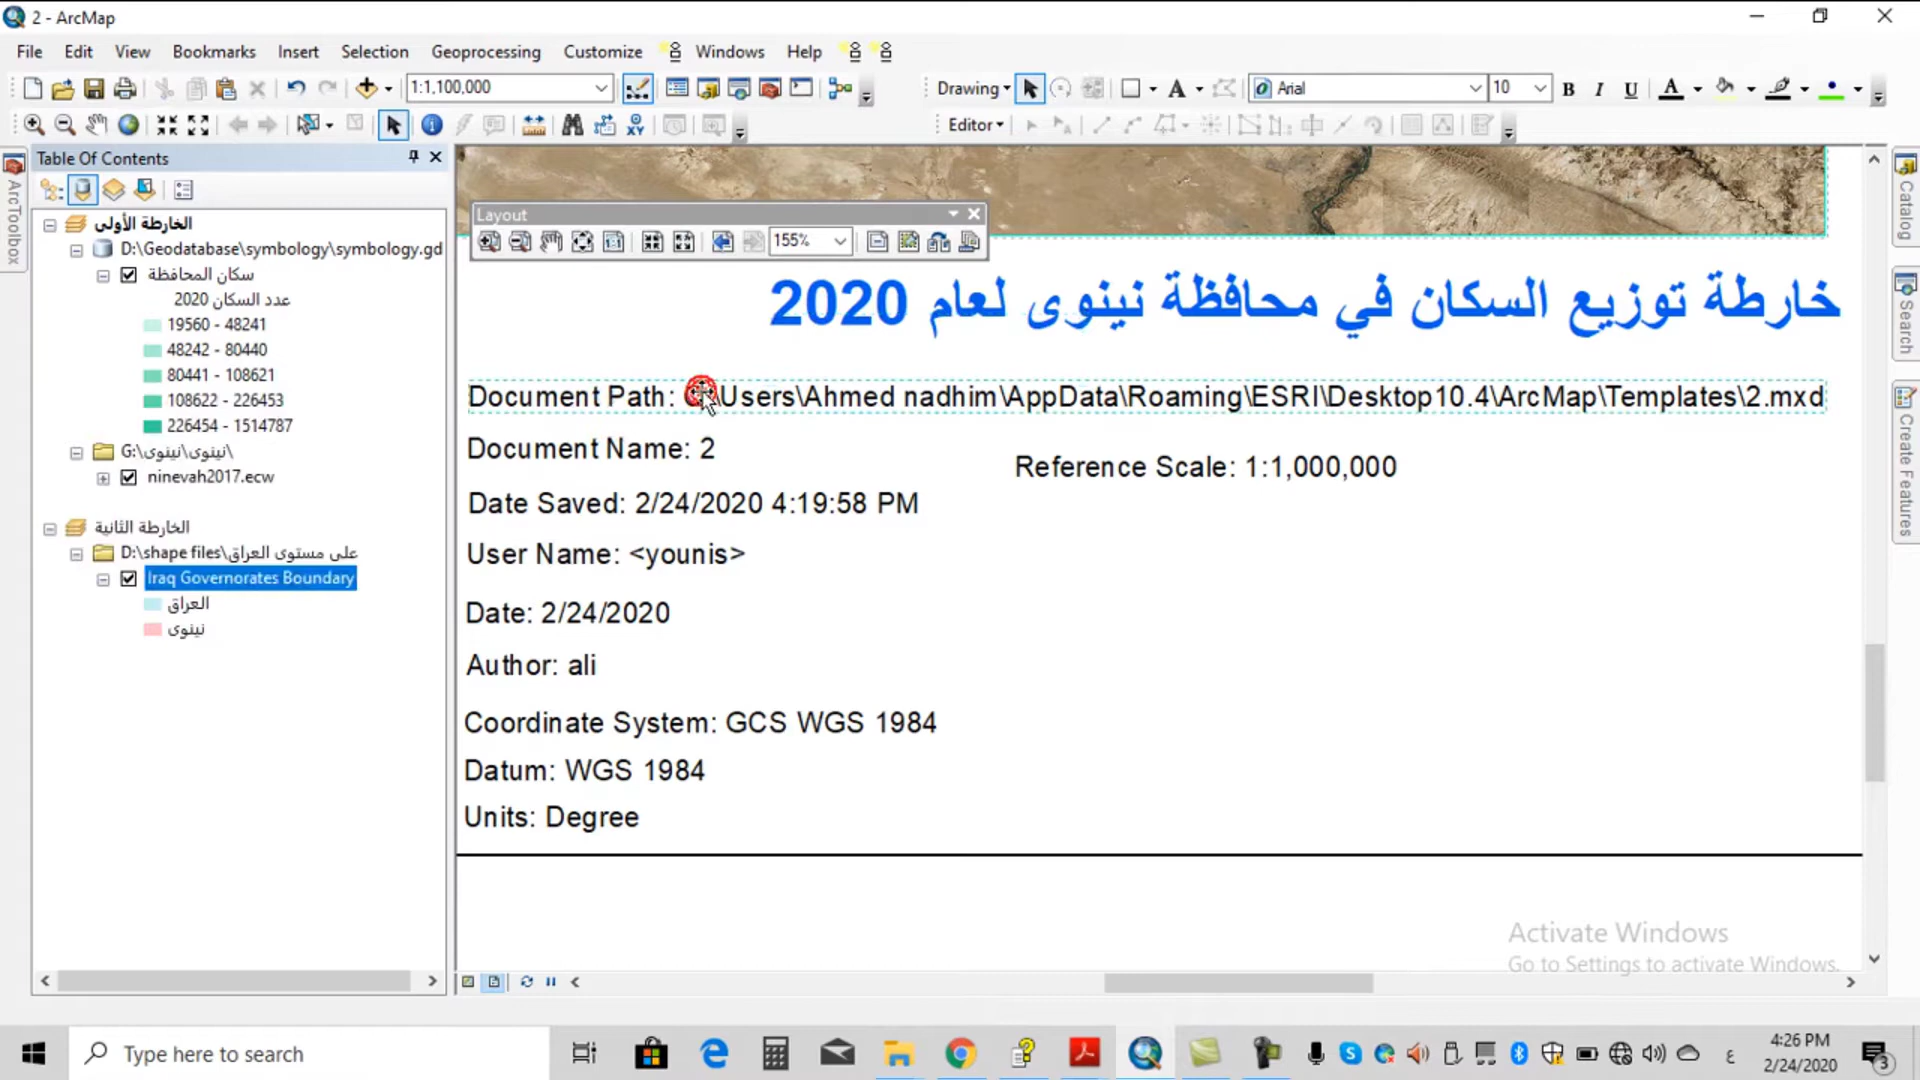 2 - ArcMap
File Edit View Bookmarks Insert Selection Geoprocessing Customize Windows Help
1:1,100,000 Drawing A Arial 10 B I U A
Editor
Table Of Contents
ArcToolbox
الخارطة الأولى
D:\Geodatabase\symbology\symbology.gd
سكان المحافظة
عدد السكان 2020
19560 - 48241
48242 - 80440
80441 - 108621
108622 - 226453
226454 - 1514787
G:\نينوى\نينوى\
ninevah2017.ecw
الخارطة الثانية
D:\shape files\على مستوى العراق
Iraq Governorates Boundary
العراق
نينوى
Layout
155%
خارطة توزيع السكان في محافظة نينوى لعام 2020
Document Path: C:\Users\Ahmed nadhim\AppData\Roaming\ESRI\Desktop10.4\ArcMap\Templates\2.mxd
Document Name: 2
Reference Scale: 1:1,000,000
Date Saved: 2/24/2020 4:19:58 PM
User Name: <younis>
Date: 2/24/2020
Author: ali
Coordinate System: GCS WGS 1984
Datum: WGS 1984
Units: Degree
Catalog
Search
Create Features
Activate Windows
Go to Settings to activate Windows.
Type here to search
ع
4:26 PM
2/24/2020
3